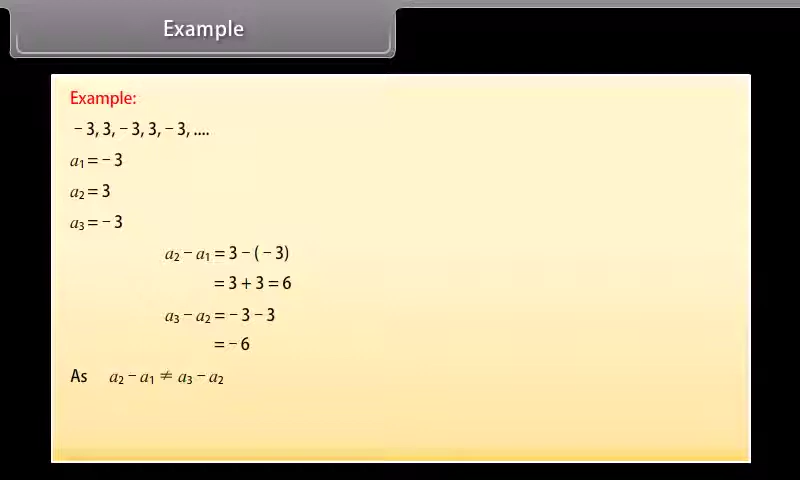 Example
Example:
− 3, 3, − 3, 3, − 3, ....
a₁ = − 3
a₂ = 3
a₃ = − 3
a₂ − a₁ = 3 − ( − 3)
= 3 + 3 = 6
a₃ − a₂ = − 3 − 3
= − 6
As a₂ − a₁ ≠ a₃ − a₂